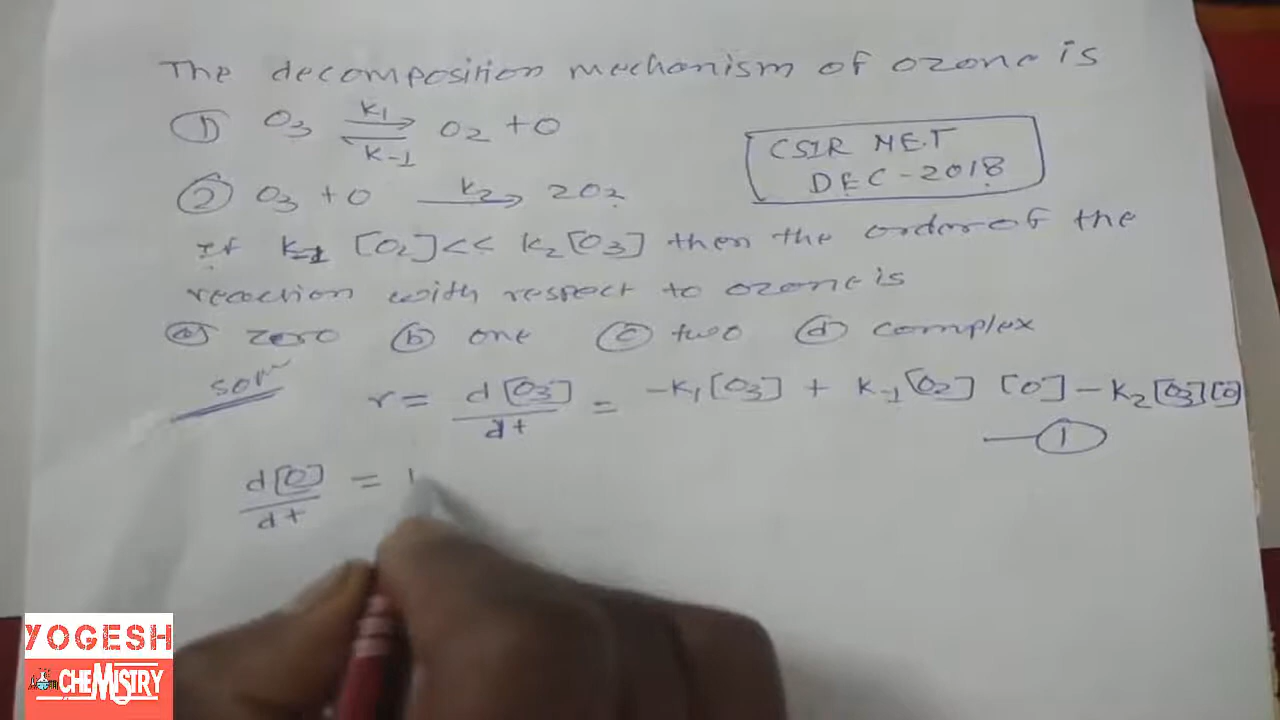 The decomposition mechanism of ozone is
① O3 ⇌ O2 + O K1 K-1
CSIR NET
DEC - 2018
② O3 + O → 2O2 K2
If K-1 [O2] << K2 [O3] then the order of the
reaction with respect to ozone is
ⓐ zero ⓑ one ⓒ two ⓓ complex
Soln
r = d[O3]/dt = -K1[O3] + K-1[O2] [O] - K2[O3][O]
— ①
d[O]/dt =
YOGESH
CHEMISTRY